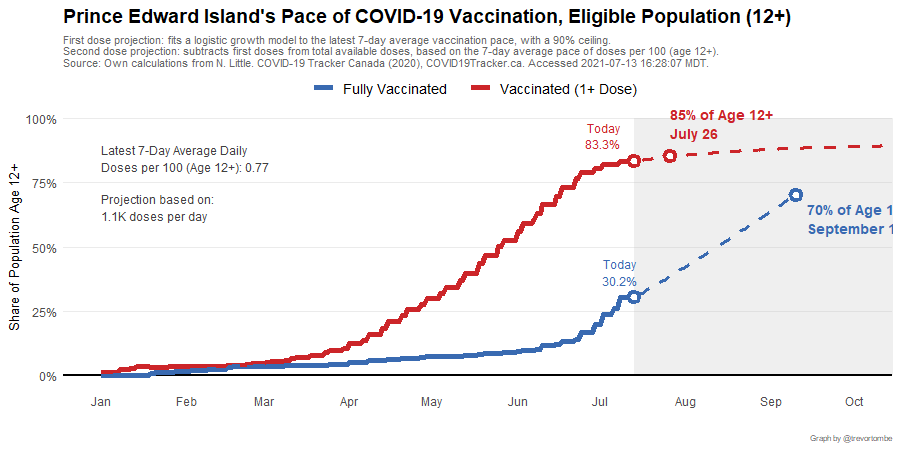 Prince Edward Island's Pace of COVID-19 Vaccination, Eligible Population (12+)
First dose projection: fits a logistic growth model to the latest 7-day average vaccination pace, with a 90% ceiling.
Second dose projection: subtracts first doses from total available doses, based on the 7-day average pace of doses per 100 (age 12+).
Source: Own calculations from N. Little. COVID-19 Tracker Canada (2020), COVID19Tracker.ca. Accessed 2021-07-13 16:28:07 MDT.
Fully Vaccinated Vaccinated (1+ Dose)
Share of Population Age 12+
100%
75%
50%
25%
0%
Latest 7-Day Average Daily
Doses per 100 (Age 12+): 0.77
Projection based on:
1.1K doses per day
Today
83.3%
85% of Age 12+
July 26
Today
30.2%
70% of Age 1
September 1
Jan Feb Mar Apr May Jun Jul Aug Sep Oct
Graph by @trevortombe